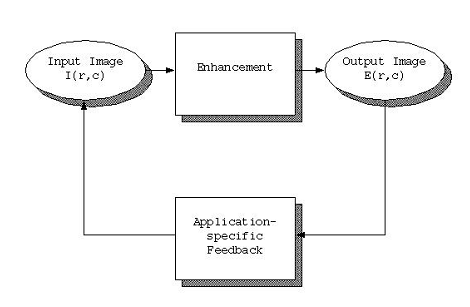 Input Image
I(r,c)
Enhancement
Output Image
E(r,c)
Application-
specific
Feedback